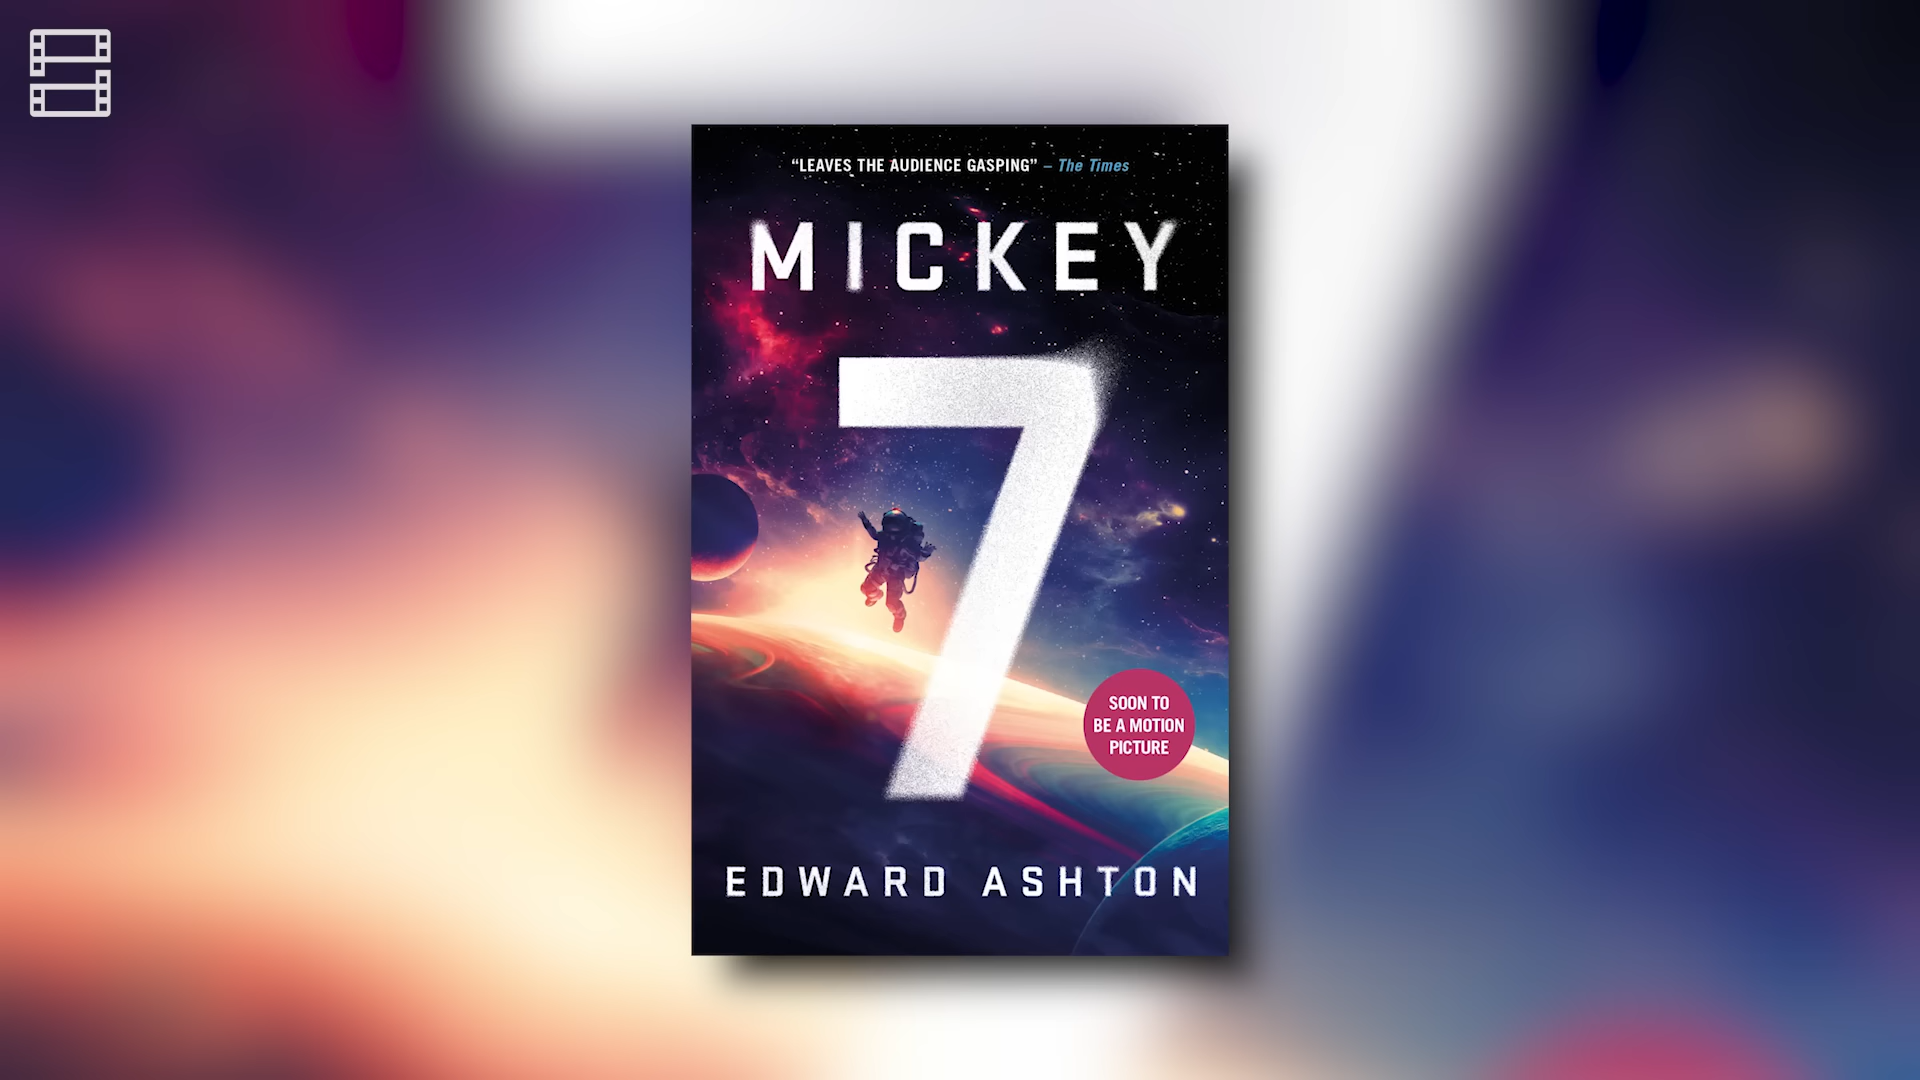 “LEAVES THE AUDIENCE GASPING” – The Times
MICKEY
7
SOON TO
BE A MOTION
PICTURE
EDWARD ASHTON